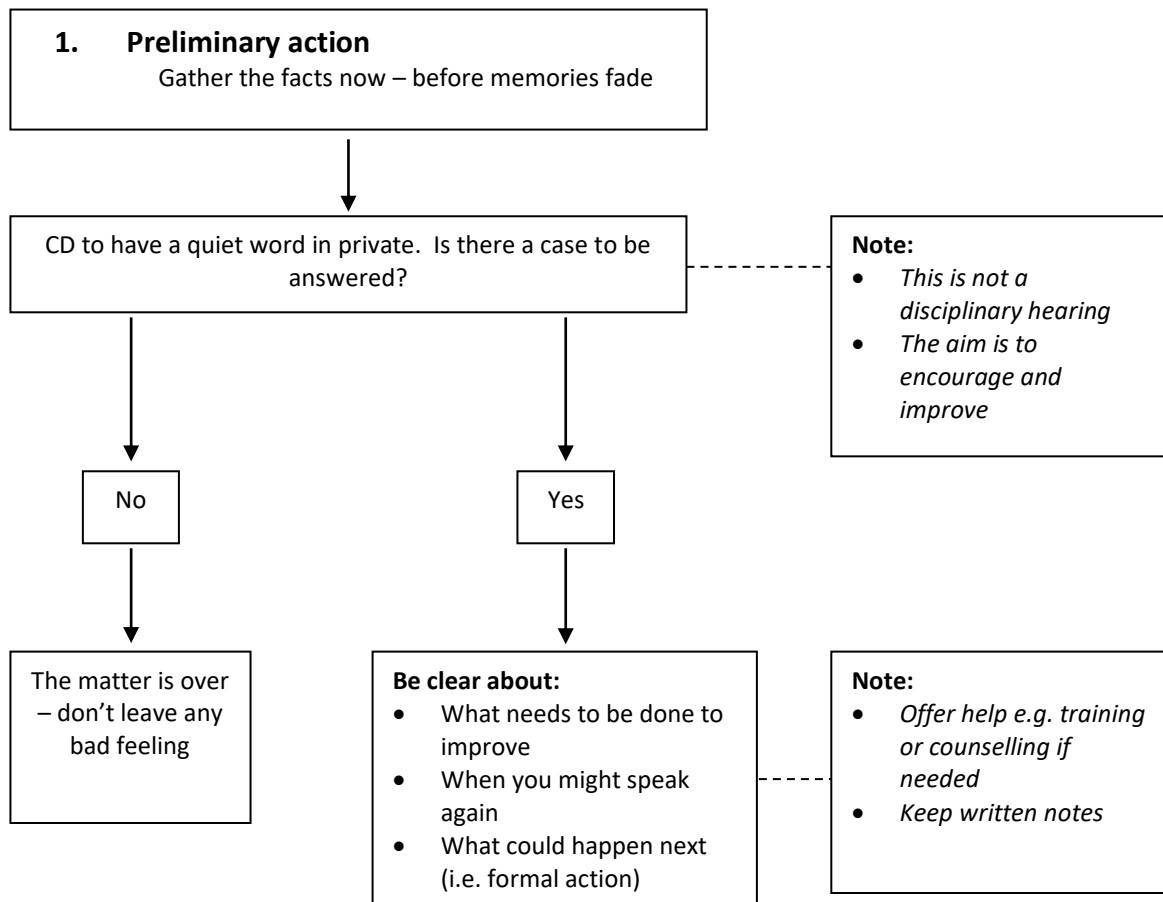 1. Preliminary action
Gather the facts now – before memories fade
CD to have a quiet word in private.  Is there a case to be
answered?
Note:
• This is not a
disciplinary hearing
• The aim is to
encourage and
improve
No
Yes
The matter is over
– don’t leave any
bad feeling
Be clear about:
• What needs to be done to
improve
• When you might speak
again
• What could happen next
(i.e. formal action)
Note:
• Offer help e.g. training
or counselling if
needed
• Keep written notes